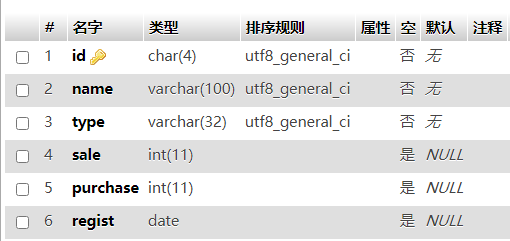 # 名字 类型 排序规则 属性 空 默认 注释
1 id char(4) utf8_general_ci 否 无
2 name varchar(100) utf8_general_ci 否 无
3 type varchar(32) utf8_general_ci 否 无
4 sale int(11) 是 NULL
5 purchase int(11) 是 NULL
6 regist date 是 NULL